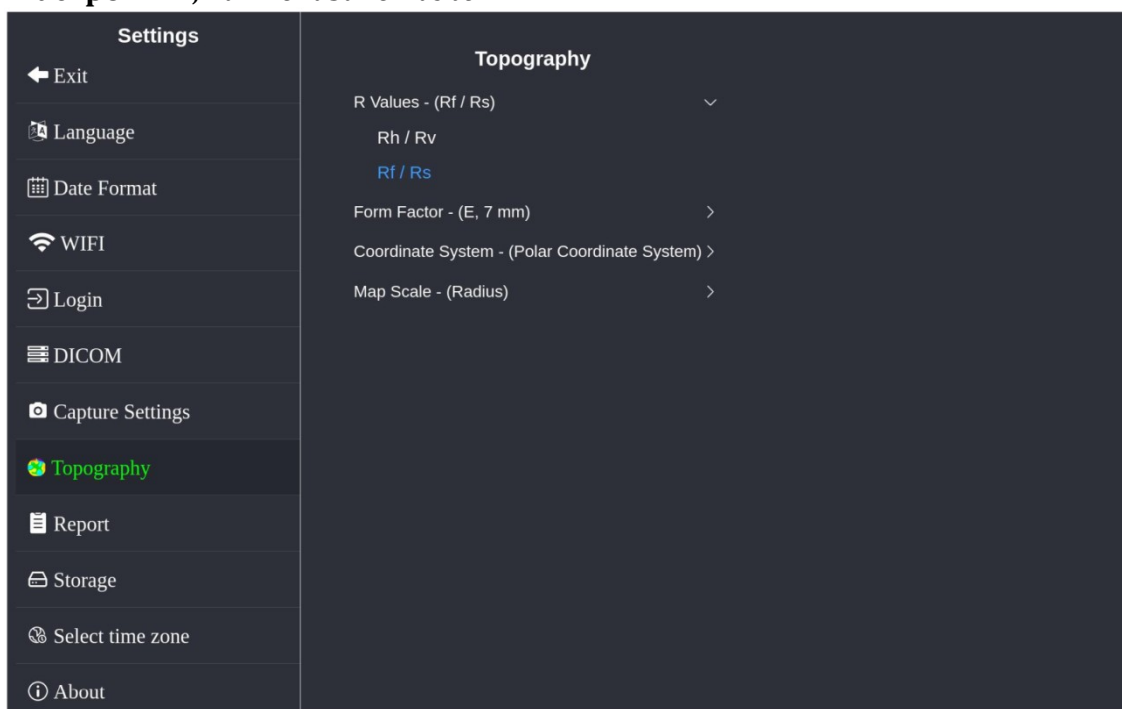 Settings
Exit
Language
Date Format
WIFI
Login
DICOM
Capture Settings
Topography
Report
Storage
Select time zone
About
Topography
R Values - (Rf / Rs)
Rh / Rv
Rf / Rs
Form Factor - (E, 7 mm)
Coordinate System - (Polar Coordinate System)
Map Scale - (Radius)